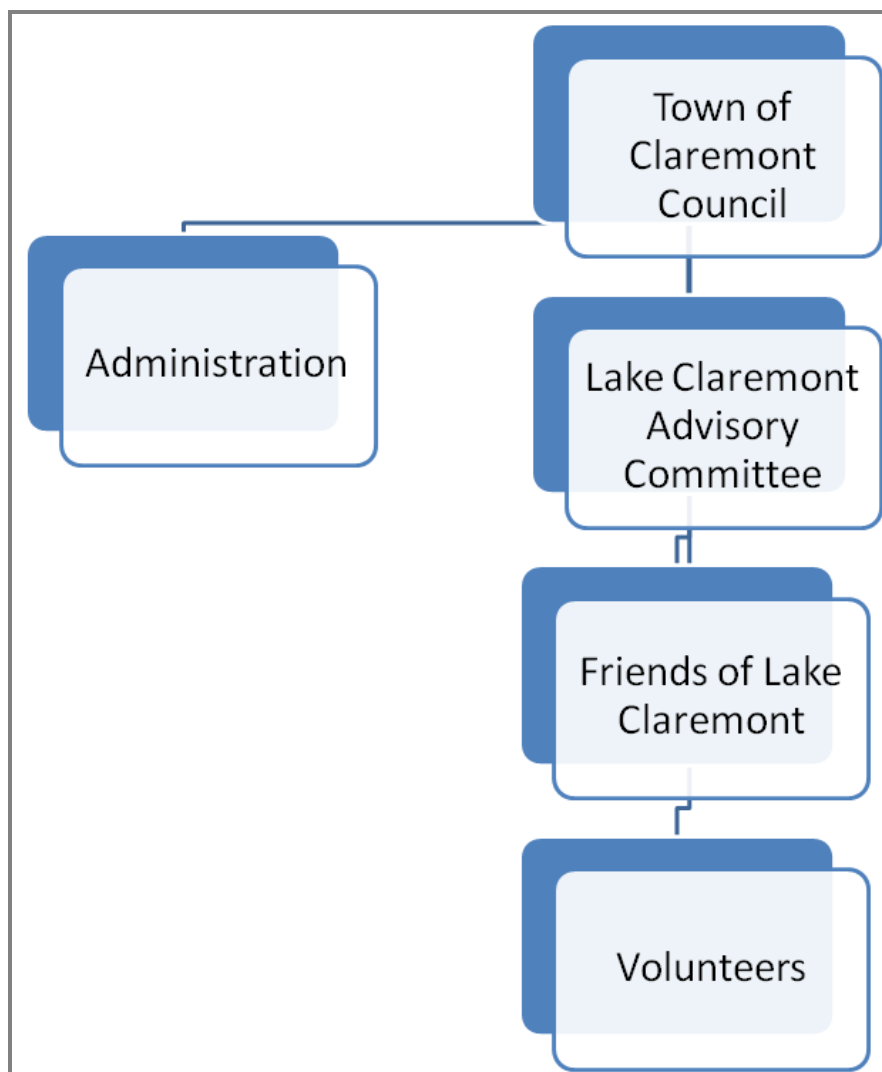 Town of
Claremont
Council
Administration
Lake Claremont
Advisory
Committee
Friends of Lake
Claremont
Volunteers